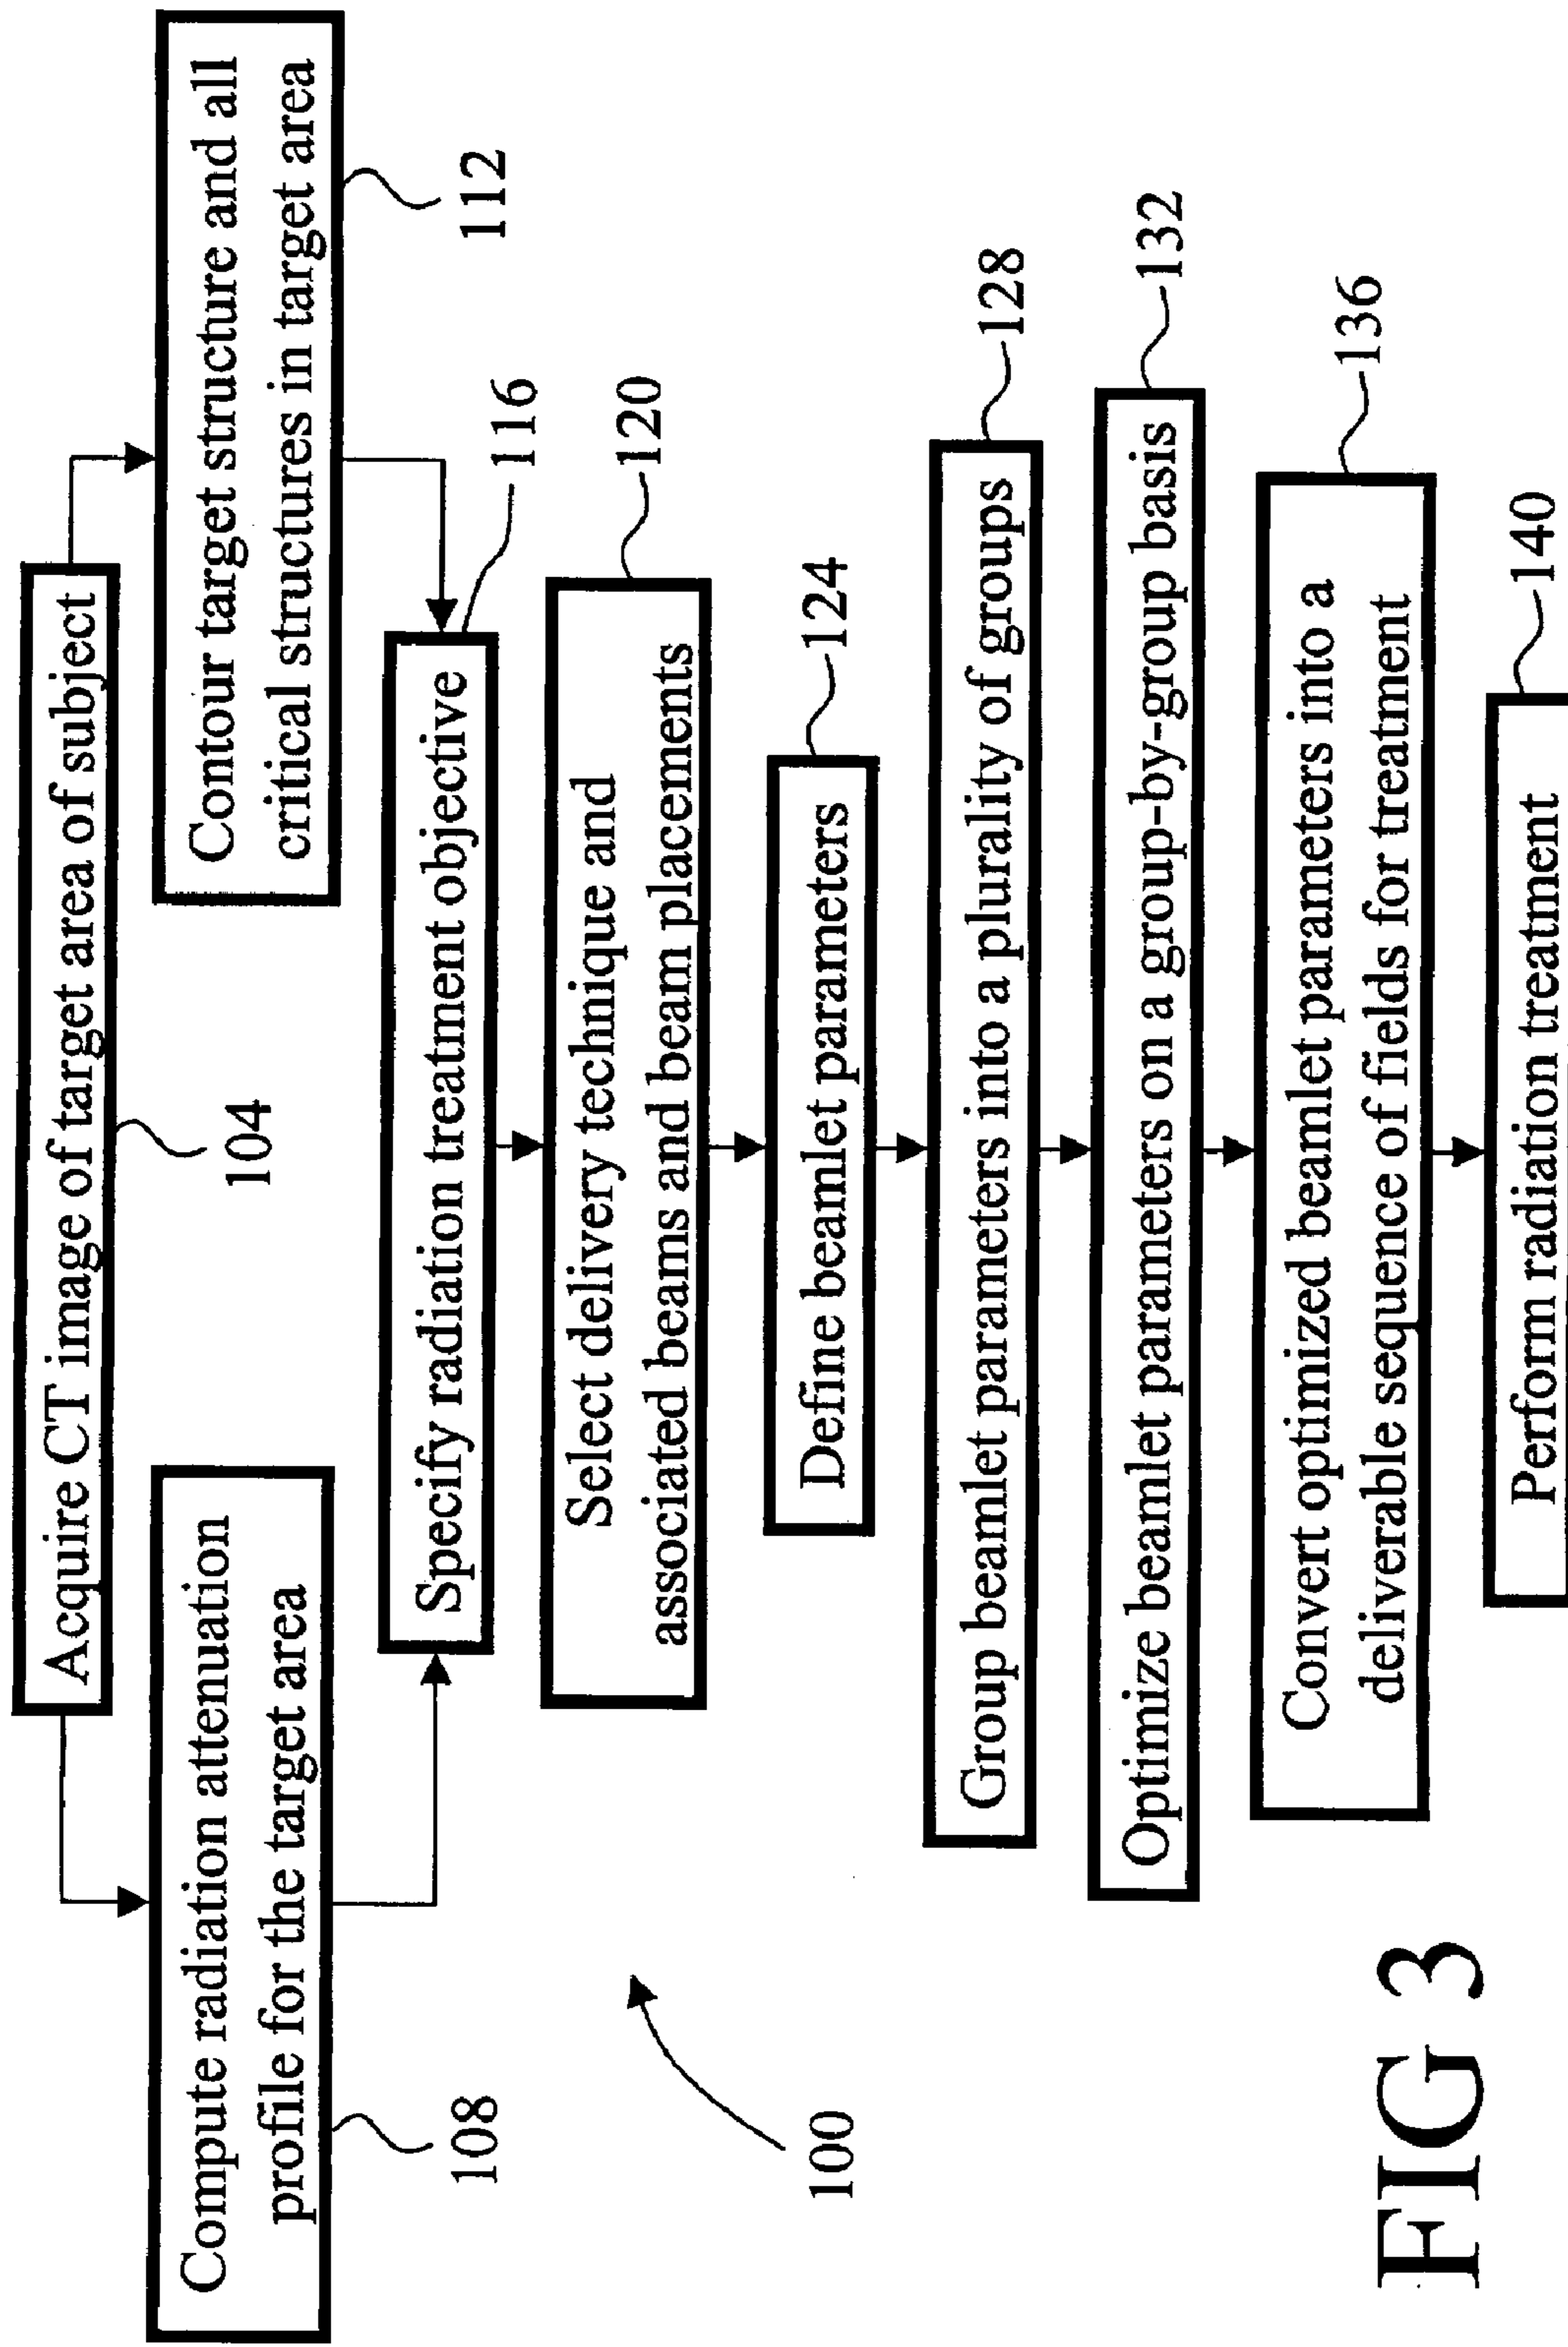 Acquire CT image of target area of subject
104
Compute radiation attenuation
profile for the target area
108
Contour target structure and all
critical structures in target area
112
Specify radiation treatment objective
116
Select delivery technique and
associated beams and beam placements
120
Define beamlet parameters
124
Group beamlet parameters into a plurality of groups
128
Optimize beamlet parameters on a group-by-group basis
132
Convert optimized beamlet parameters into a
deliverable sequence of fields for treatment
136
Perform radiation treatment
140
100
FIG 3